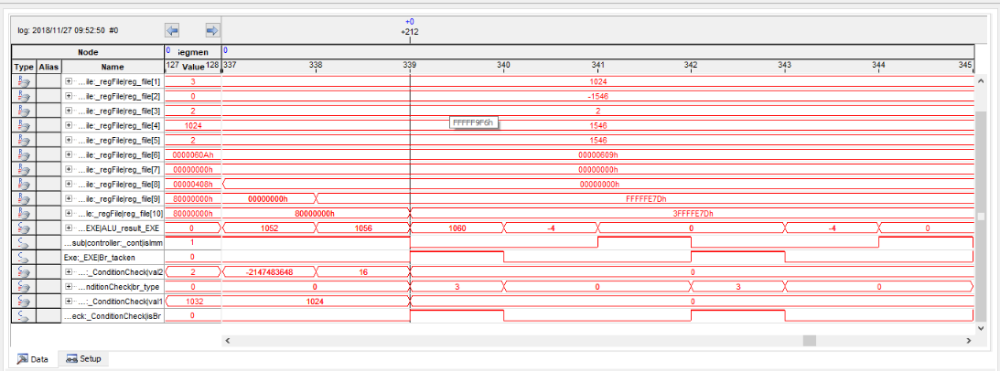 +0
log: 2018/11/27 09:52:50 #0 +212
Node 0 iegmen 0
Type Alias Name 127 Value 128 337 338 339 340 341 342 343 344 345
...ile:_regFile|reg_file[1] 3 1024
...ile:_regFile|reg_file[2] 0 -1546
...ile:_regFile|reg_file[3] 2 2
FFFFF9F6h
...ile:_regFile|reg_file[4] 1024 1546
...ile:_regFile|reg_file[5] 2 1546
...ile:_regFile|reg_file[6] 0000060Ah 00000609h
...ile:_regFile|reg_file[7] 00000000h 00000000h
...ile:_regFile|reg_file[8] 00000408h 00000000h
...ile:_regFile|reg_file[9] 80000000h 00000000h FFFFFE7Dh
...le:_regFile|reg_file[10] 80000000h 80000000h 3FFFFE7Dh
...EXE|ALU_result_EXE 0 1052 1056 1060 -4 0 -4 0
...sub|controller:_cont|isImm 1
Exe:_EXE|Br_tacken 0
...:_ConditionCheck|val2 2 -2147483648 16 0
...nditionCheck|br_type 0 0 3 0 3 0
...:_ConditionCheck|val1 1032 1024 0
...eck:_ConditionCheck|isBr 0
Data Setup